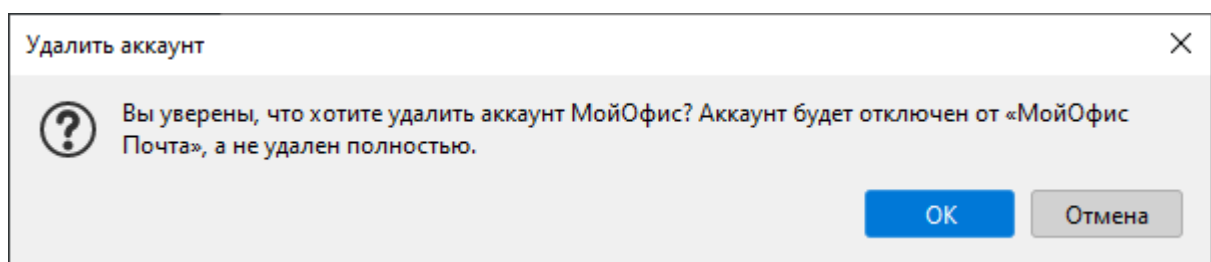 Удалить аккаунт
Вы уверены, что хотите удалить аккаунт МойОфис? Аккаунт будет отключен от «МойОфис
Почта», а не удален полностью.
ОК
Отмена